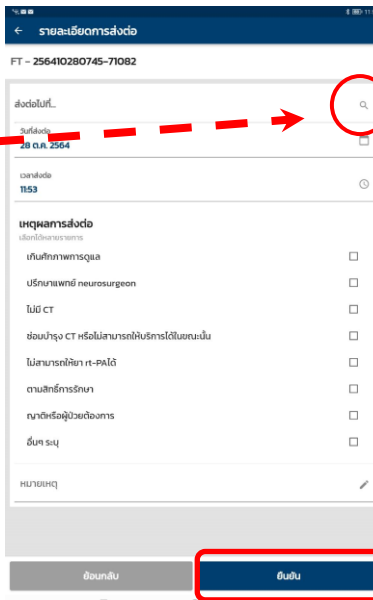 รายละเอียดการส่งต่อ
FT - 256410280745-71082
ส่งต่อไปที่...
วันที่ส่งต่อ
28 ต.ค. 2564
เวลาส่งต่อ
11:53
เหตุผลการส่งต่อ
เลือกได้หลายรายการ
เกินศักภาพการดูแล
ปรึกษาแพทย์ neurosurgeon
ไม่มี CT
ซ่อมบำรุง CT หรือไม่สามารถให้บริการได้ในขณะนั้น
ไม่สามารถให้ยา rt-PAได้
ตามสิทธิ์การรักษา
ญาติหรือผู้ป่วยต้องการ
อื่นๆ ระบุ
หมายเหตุ
ย้อนกลับ
ยืนยัน